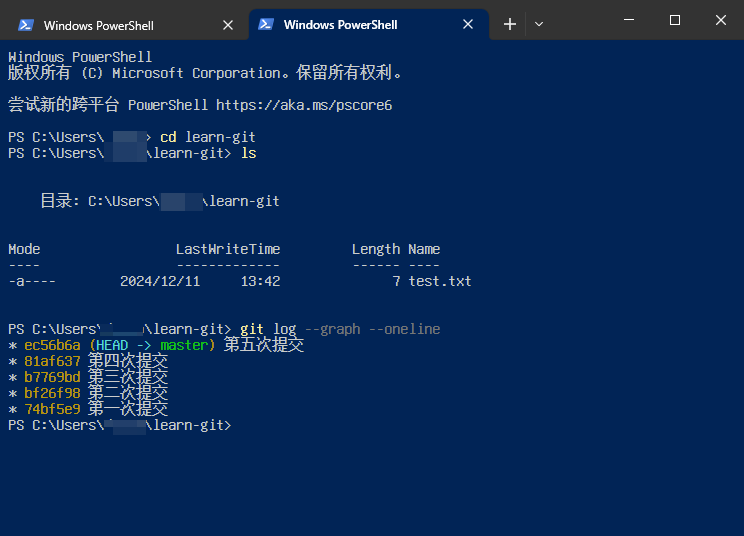 Windows PowerShell
Windows PowerShell
Windows PowerShell
版权所有 (C) Microsoft Corporation。保留所有权利。
尝试新的跨平台 PowerShell https://aka.ms/pscore6
PS C:\Users\ > cd learn-git
PS C:\Users\ \learn-git> ls
目录: C:\Users\ \learn-git
Mode LastWriteTime Length Name
---- ------------- ------ ----
-a---- 2024/12/11 13:42 7 test.txt
PS C:\Users\ \learn-git> git log --graph --oneline
* ec56b6a (HEAD -> master) 第五次提交
* 81af637 第四次提交
* b7769bd 第三次提交
* bf26f98 第二次提交
* 74bf5e9 第一次提交
PS C:\Users\ \learn-git>